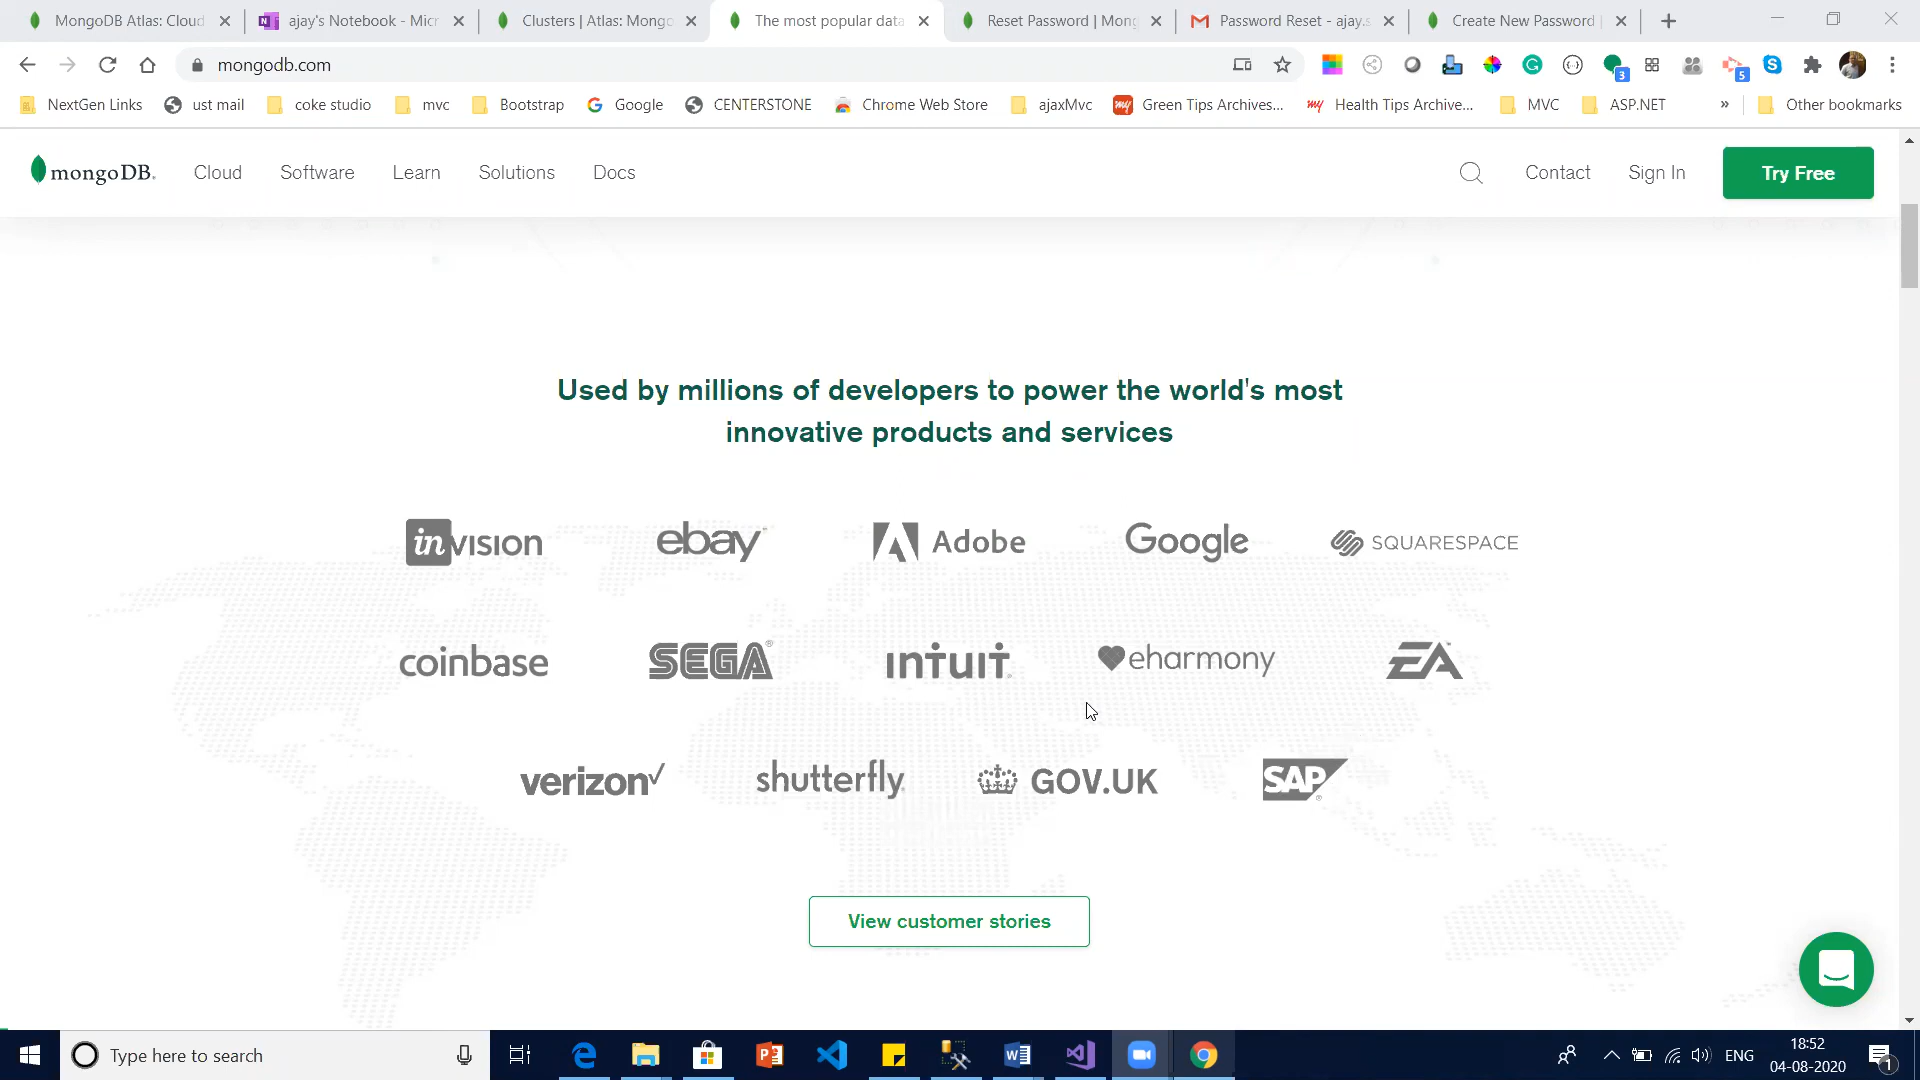 MongoDB Atlas: Cloud
ajay's Notebook - Micr
Clusters | Atlas: Mongo
The most popular data
Reset Password | Mong
Password Reset - ajay.s
Create New Password |
mongodb.com
3
5
NextGen Links
ust mail
coke studio
mvc
Bootstrap
Google
CENTERSTONE
Chrome Web Store
ajaxMvc
Green Tips Archives...
Health Tips Archive...
MVC
ASP.NET
»
Other bookmarks
mongoDB.
Cloud
Software
Learn
Solutions
Docs
Contact
Sign In
Try Free
Used by millions of developers to power the world's most
innovative products and services
invision
ebay
Adobe
Google
SQUARESPACE
coinbase
SEGA
intuit
eharmony
EA
verizon
shutterfly
GOV.UK
SAP
View customer stories
Type here to search
ENG
18:52
04-08-2020
1